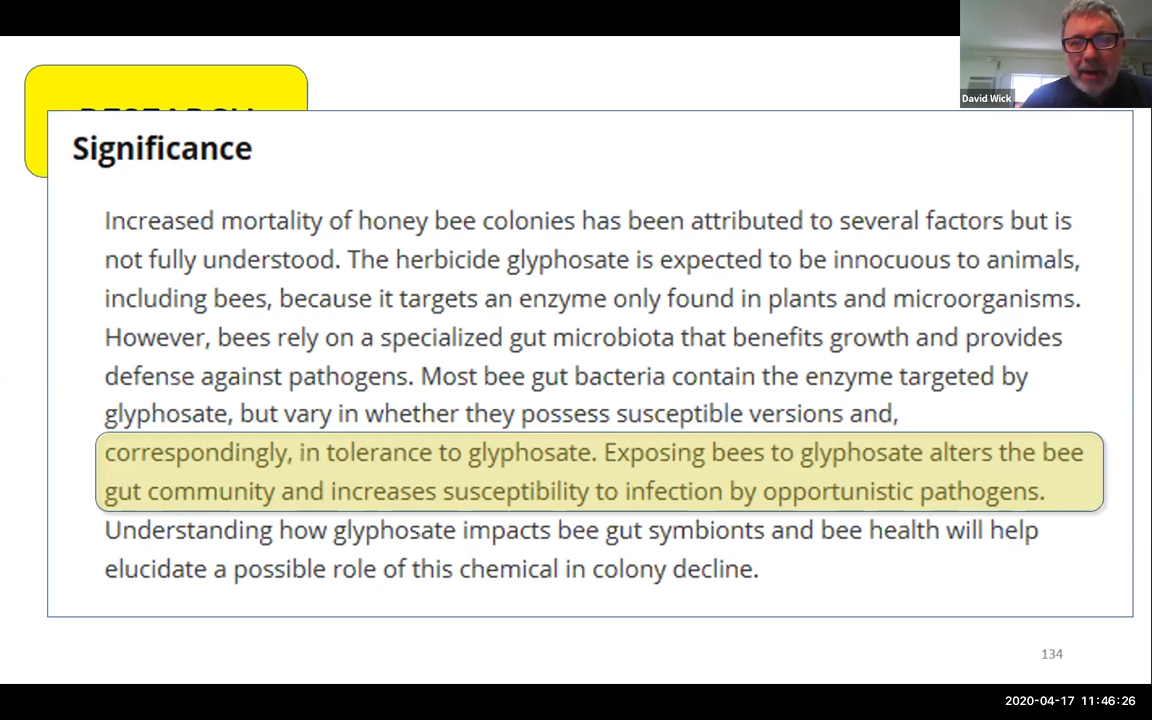 David Wick
RESEARCH
Significance
Increased mortality of honey bee colonies has been attributed to several factors but is
not fully understood. The herbicide glyphosate is expected to be innocuous to animals,
including bees, because it targets an enzyme only found in plants and microorganisms.
However, bees rely on a specialized gut microbiota that benefits growth and provides
defense against pathogens. Most bee gut bacteria contain the enzyme targeted by
glyphosate, but vary in whether they possess susceptible versions and,
correspondingly, in tolerance to glyphosate. Exposing bees to glyphosate alters the bee
gut community and increases susceptibility to infection by opportunistic pathogens.
Understanding how glyphosate impacts bee gut symbionts and bee health will help
elucidate a possible role of this chemical in colony decline.
134
2020-04-17 11:46:26